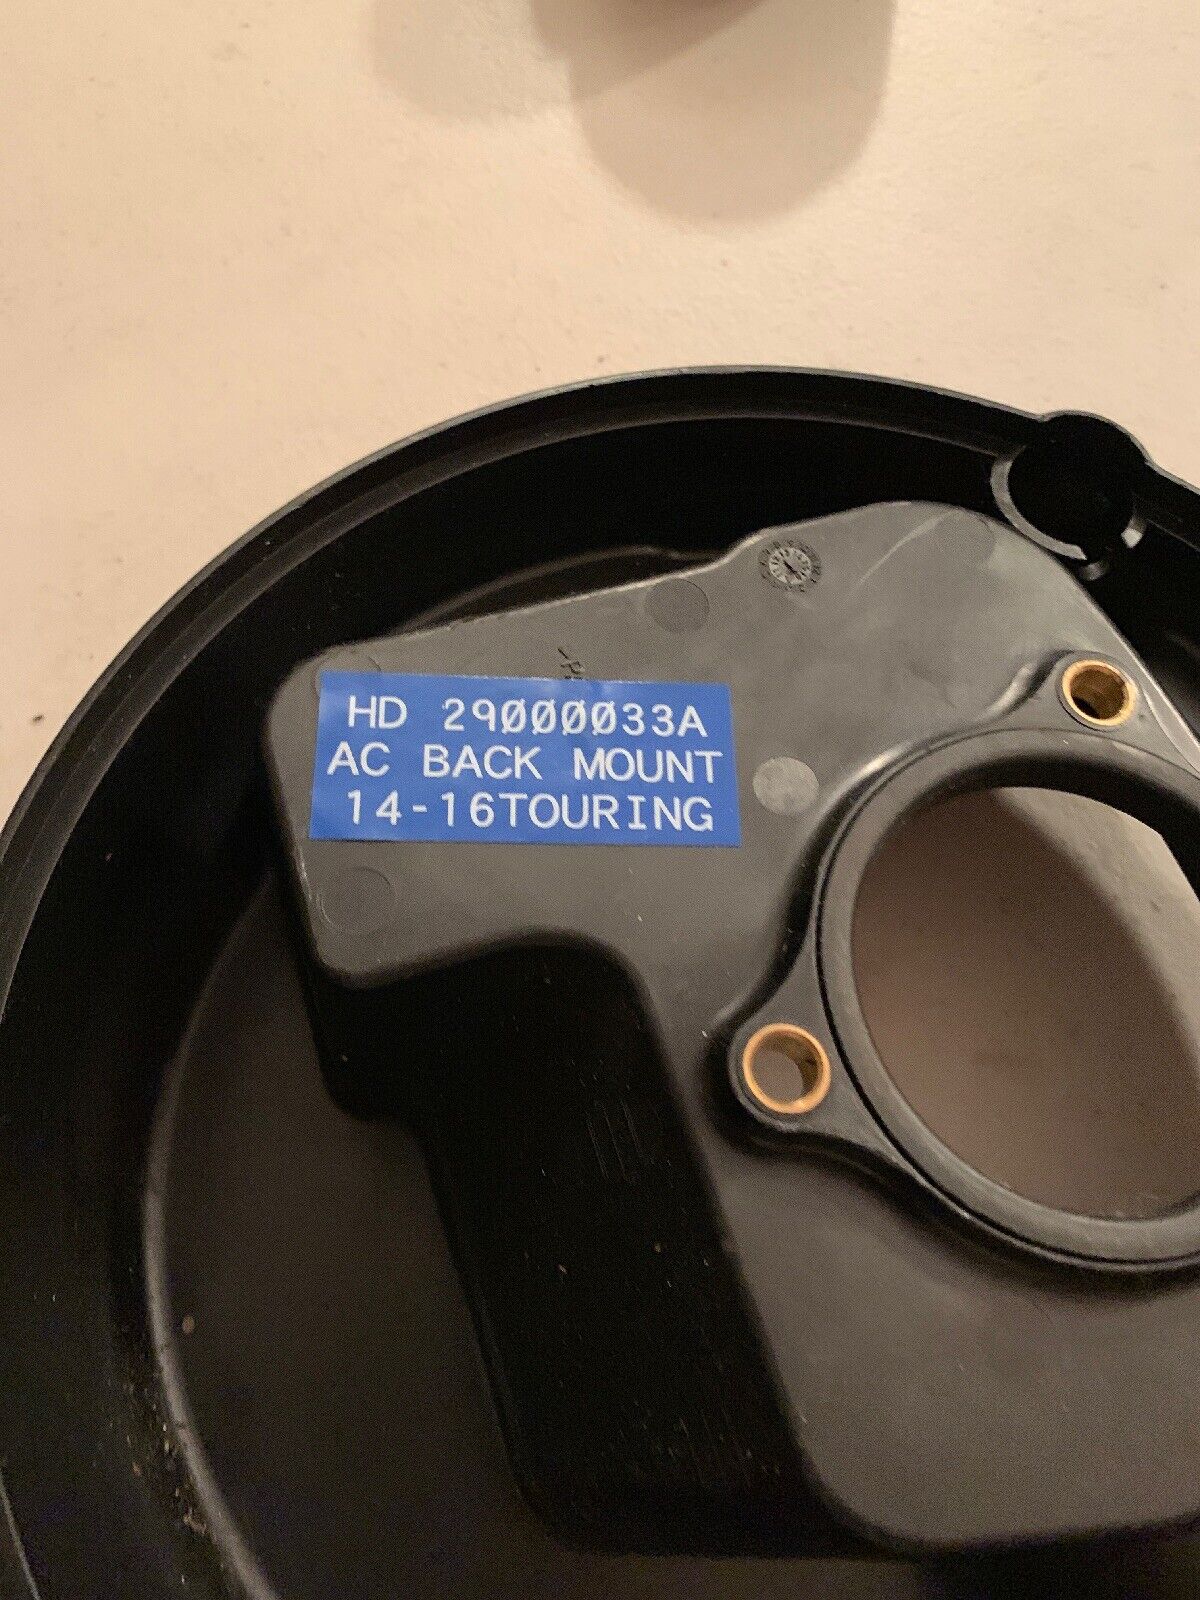 HD 29000033A
AC BACK MOUNT
14-16TOURING